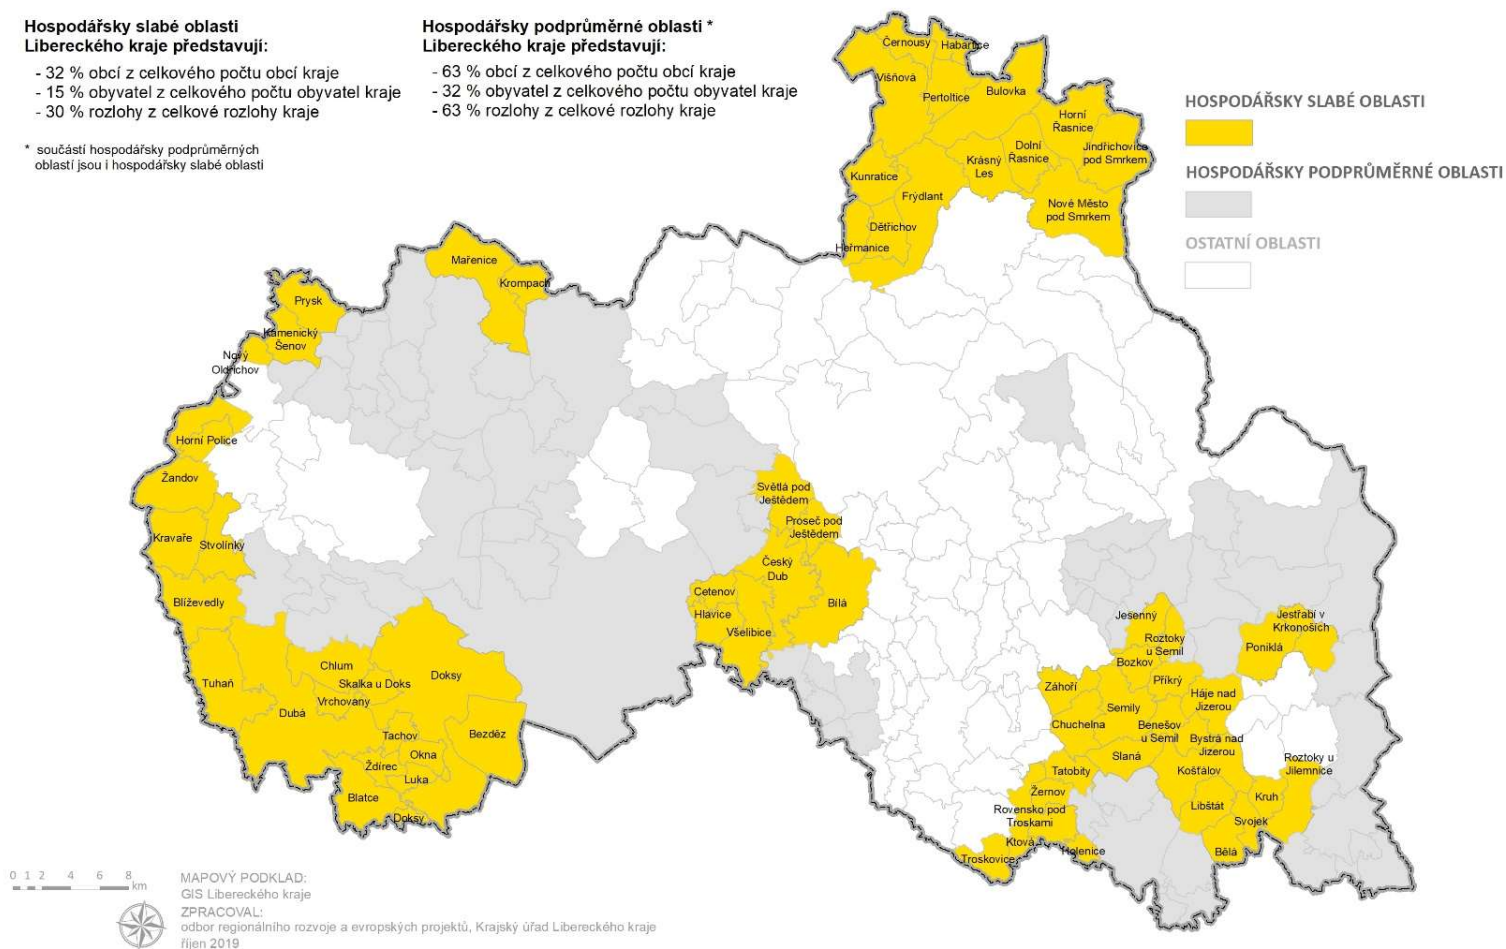 Hospodářsky slabé oblasti
Libereckého kraje představují:
- 32 % obcí z celkového počtu obcí kraje
- 15 % obyvatel z celkového počtu obyvatel kraje
- 30 % rozlohy z celkové rozlohy kraje
Hospodářsky podprůměrné oblasti *
Libereckého kraje představují:
- 63 % obcí z celkového počtu obcí kraje
- 32 % obyvatel z celkového počtu obyvatel kraje
- 63 % rozlohy z celkové rozlohy kraje
* součástí hospodářsky podprůměrných
oblastí jsou i hospodářsky slabé oblasti
HOSPODÁŘSKY SLABÉ OBLASTI
HOSPODÁŘSKY PODPRŮMĚRNÉ OBLASTI
OSTATNÍ OBLASTI
Černousy
Habartice
Višňová
Pertoltice
Bulovka
Horní
Řasnice
Dolní
Řasnice
Jindřichovice
pod Smrkem
Krásný
Les
Kunratice
Frýdlant
Nové Město
pod Smrkem
Dětřichov
Heřmanice
Mařenice
Krompach
Prysk
Kamenický
Šenov
Nový
Oldřichov
Horní Police
Žandov
Kravaře
Stvolínky
Blíževedly
Tuhaň
Dubá
Chlum
Skalka u Doks
Vrchovany
Doksy
Tachov
Bezděz
Okna
Ždírec
Luka
Blatce
Doksy
Světlá pod
Ještědem
Proseč pod
Ještědem
Český
Dub
Bílá
Cetenov
Hlavice
Všelibice
Jesenný
Roztoky
u Semil
Bozkov
Příkrý
Jestřabí v
Krkonoších
Poniklá
Záhoří
Semily
Háje nad
Jizerou
Chuchelna
Benešov
u Semil
Bystrá nad
Jizerou
Slaná
Tatobity
Košťálov
Roztoky u
Jilemnice
Žernov
Rovensko pod
Troskami
Libštát
Kruh
Svojek
Ktová
Holenice
Troskovice
Bělá
0 1 2 4 6 8
km
MAPOVÝ PODKLAD:
GIS Libereckého kraje
ZPRACOVAL:
odbor regionálního rozvoje a evropských projektů, Krajský úřad Libereckého kraje
říjen 2019